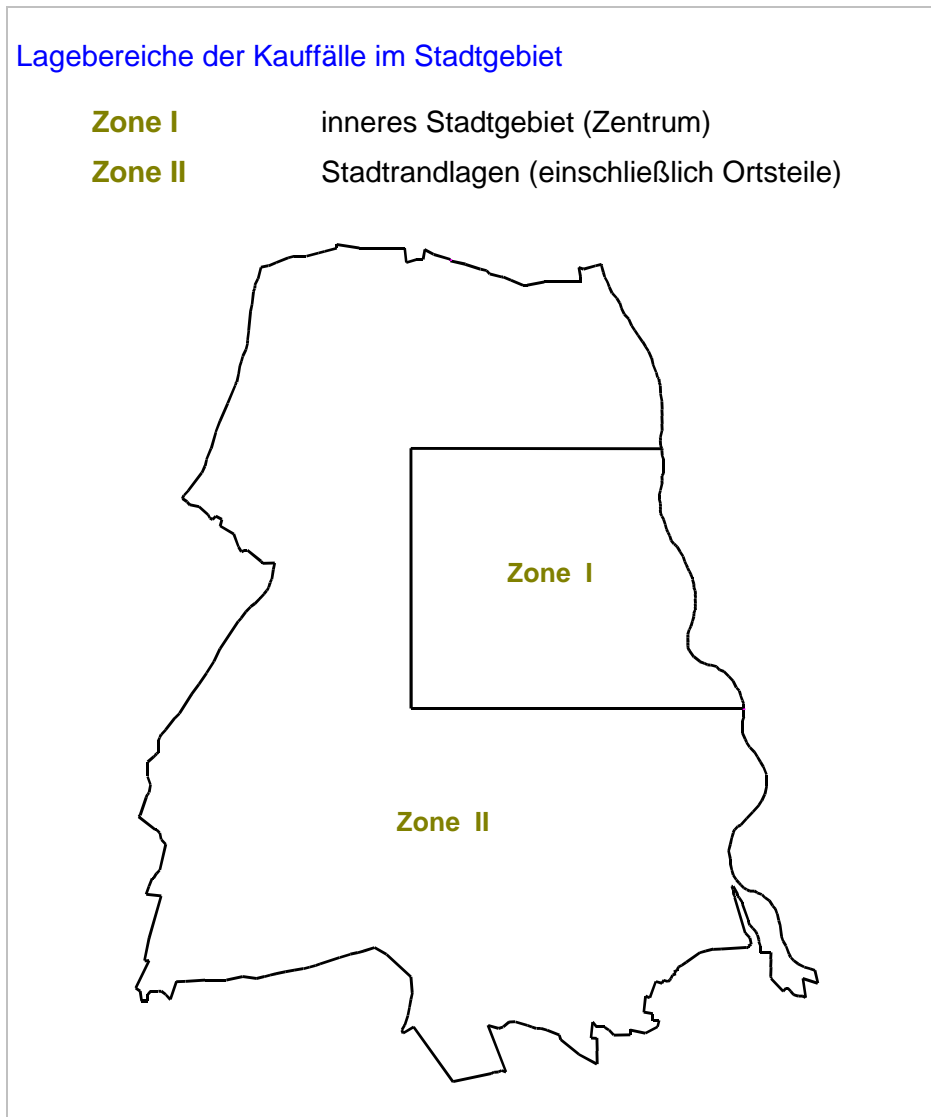 Lagebereiche der Kauffälle im Stadtgebiet
Zone I inneres Stadtgebiet (Zentrum)
Zone II Stadtrandlagen (einschließlich Ortsteile)
Zone I
Zone II